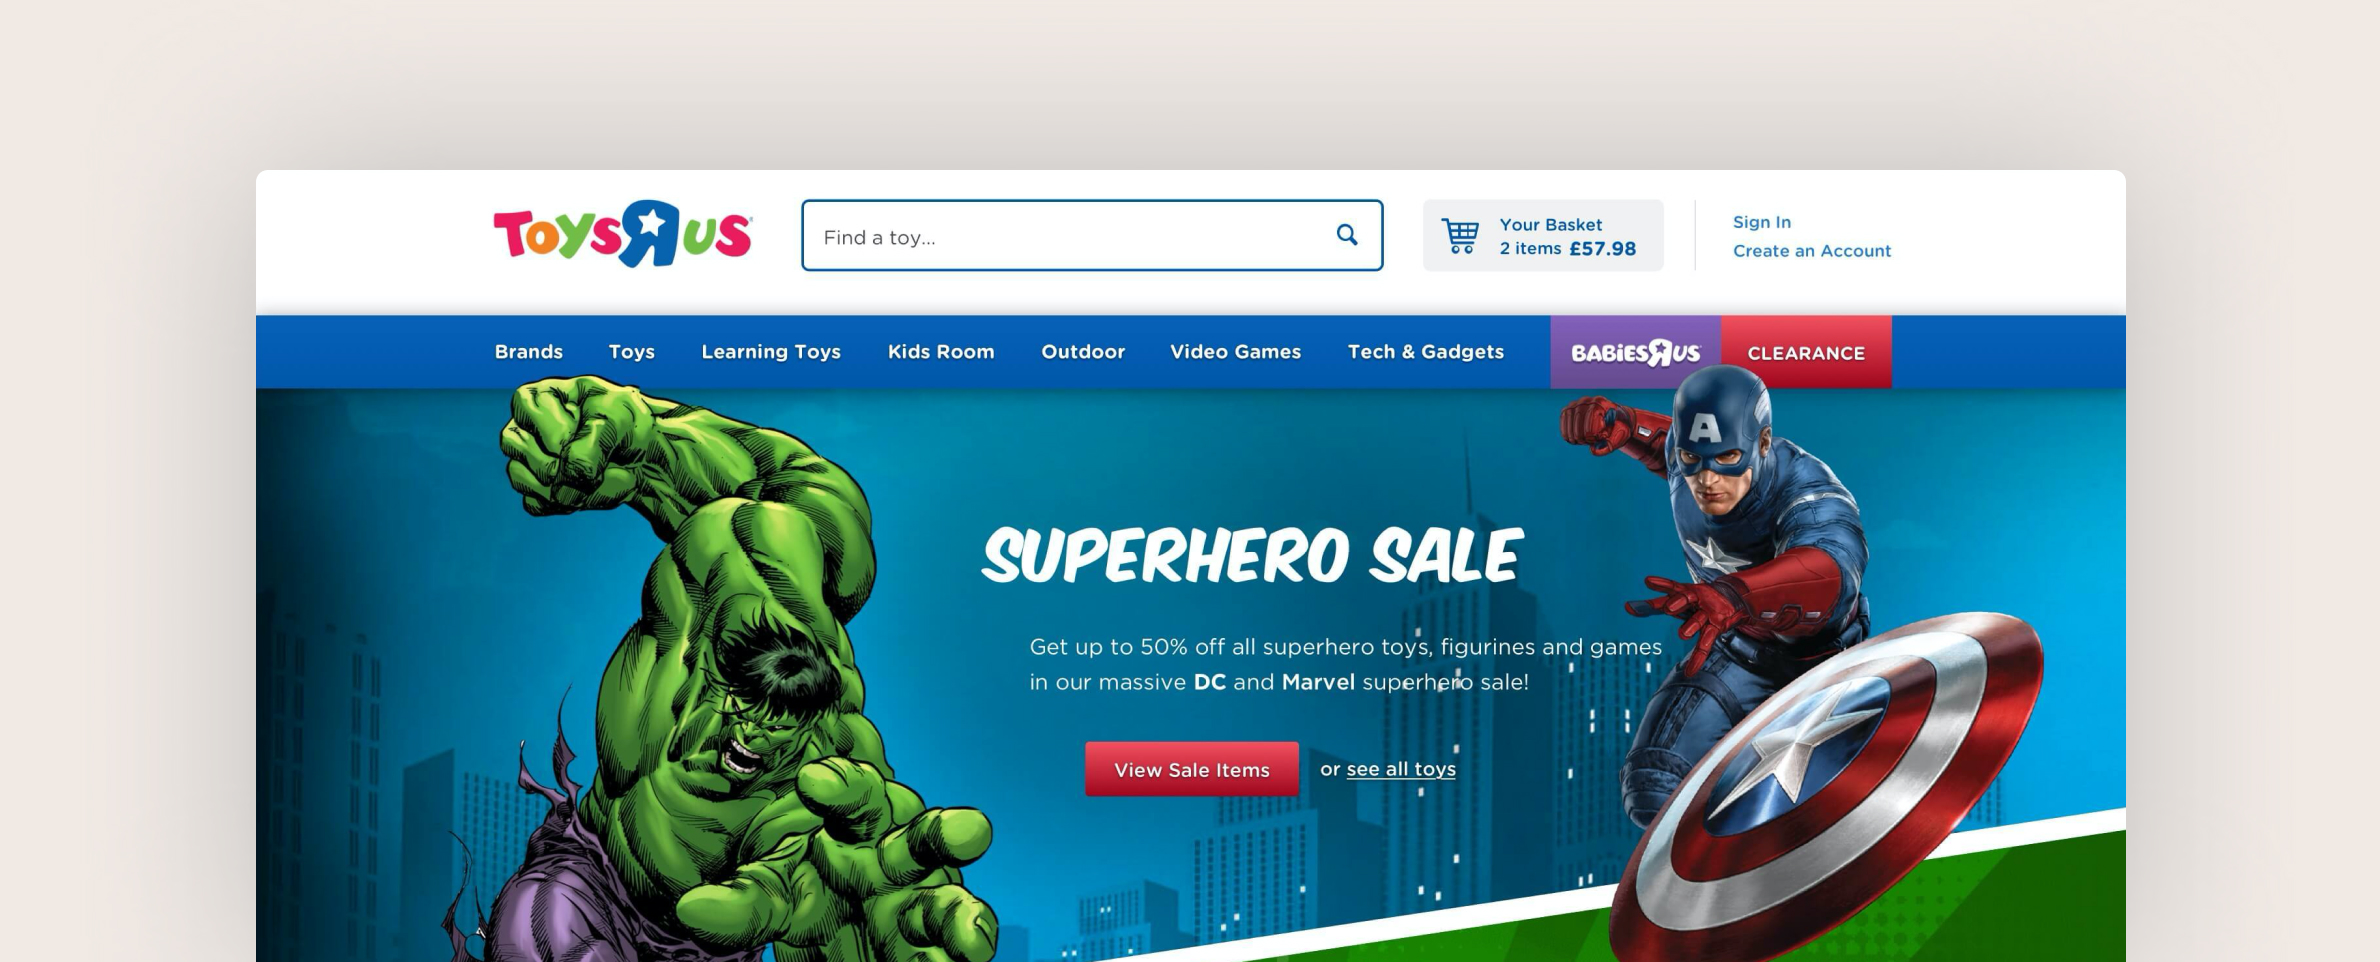 ToysRus
Find a toy...
Your Basket
2 items £57.98
Sign In
Create an Account
Brands
Toys
Learning Toys
Kids Room
Outdoor
Video Games
Tech & Gadgets
BABiESRUS
CLEARANCE
A
SUPERHERO SALE
Get up to 50% off all superhero toys, figurines and games
in our massive DC and Marvel superhero sale!
View Sale Items
or see all toys